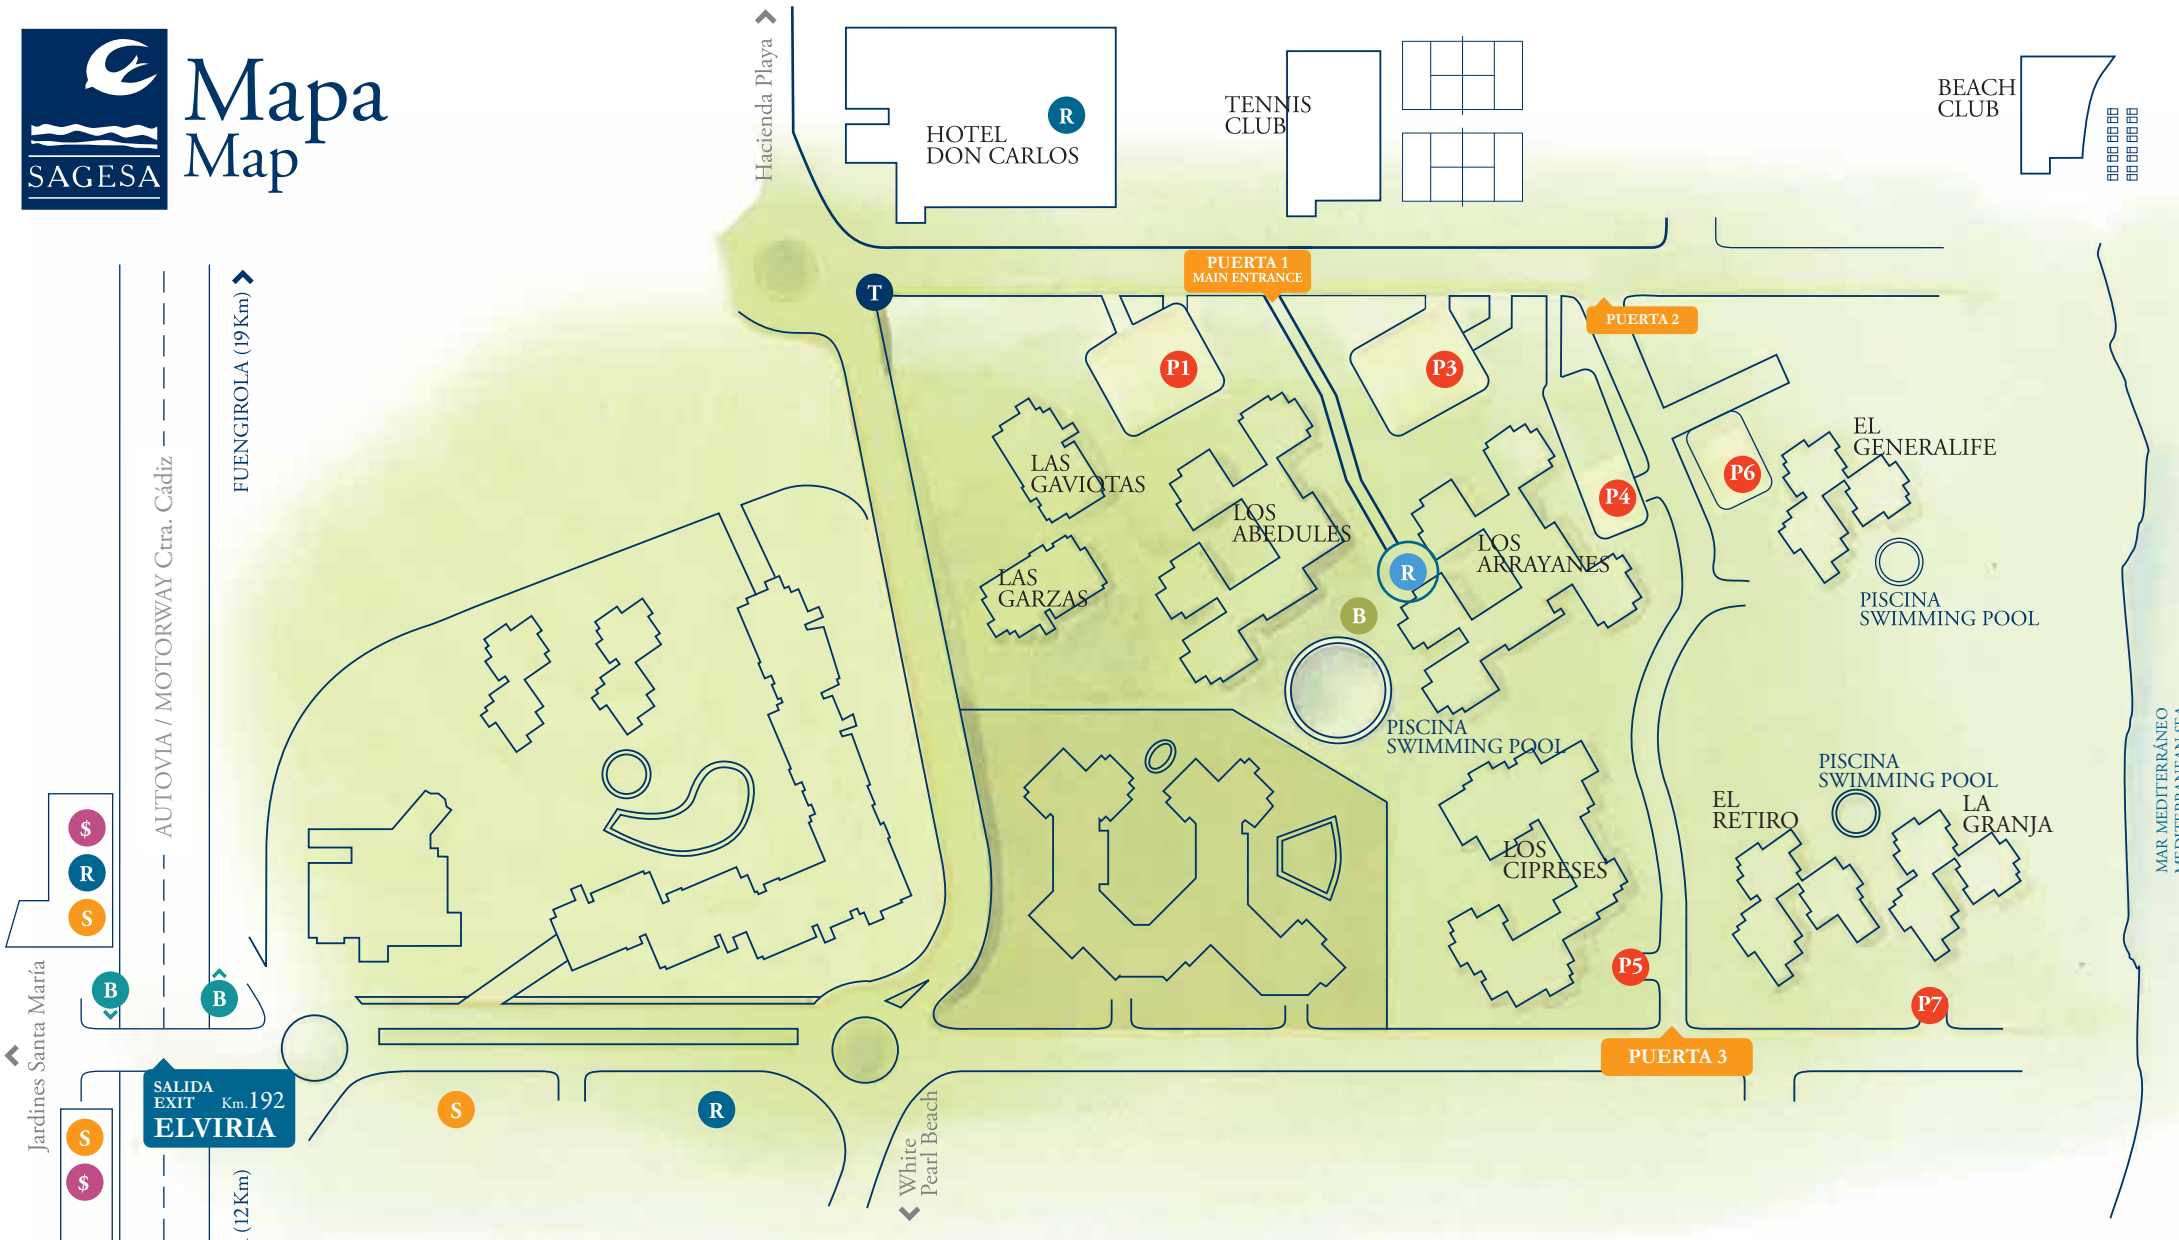 SAGESA
Mapa
Map
Hacienda Playa
HOTEL
DON CARLOS
R
TENNIS
CLUB
BEACH
CLUB
PUERTA 1
MAIN ENTRANCE
PUERTA 2
T
P1
P3
P4
P6
FUENGIROLA (19Km)
AUTOVIA / MOTORWAY Ctra. Cádiz
LAS
GAVIOTAS
LAS
GARZAS
LOS
ABEDULES
LOS
ARRAYANES
R
B
EL
GENERALIFE
PISCINA
SWIMMING POOL
PISCINA
SWIMMING POOL
PISCINA
SWIMMING POOL
EL
RETIRO
LA
GRANJA
LOS
CIPRESES
MAR MEDITERRÁNEO
P5
P7
PUERTA 3
$
R
S
B
B
Jardines Santa María
SALIDA
EXIT Km.192
ELVIRIA
S
$
(12Km)
S
R
White
Pearl Beach